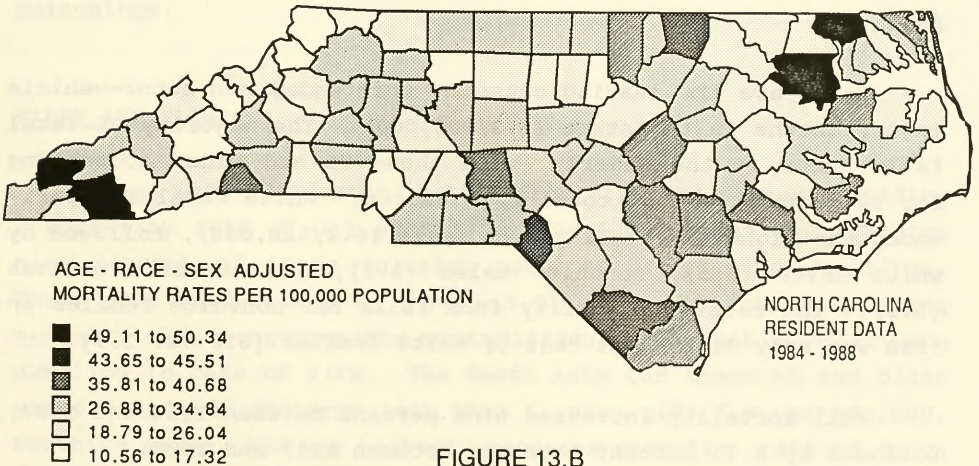 AGE - RACE - SEX ADJUSTED
MORTALITY RATES PER 100,000 POPULATION
49.11 to 50.34
43.65 to 45.51
35.81 to 40.68
26.88 to 34.84
18.79 to 26.04
10.56 to 17.32
NORTH CAROLINA
RESIDENT DATA
1984 - 1988
FIGURE 13.B